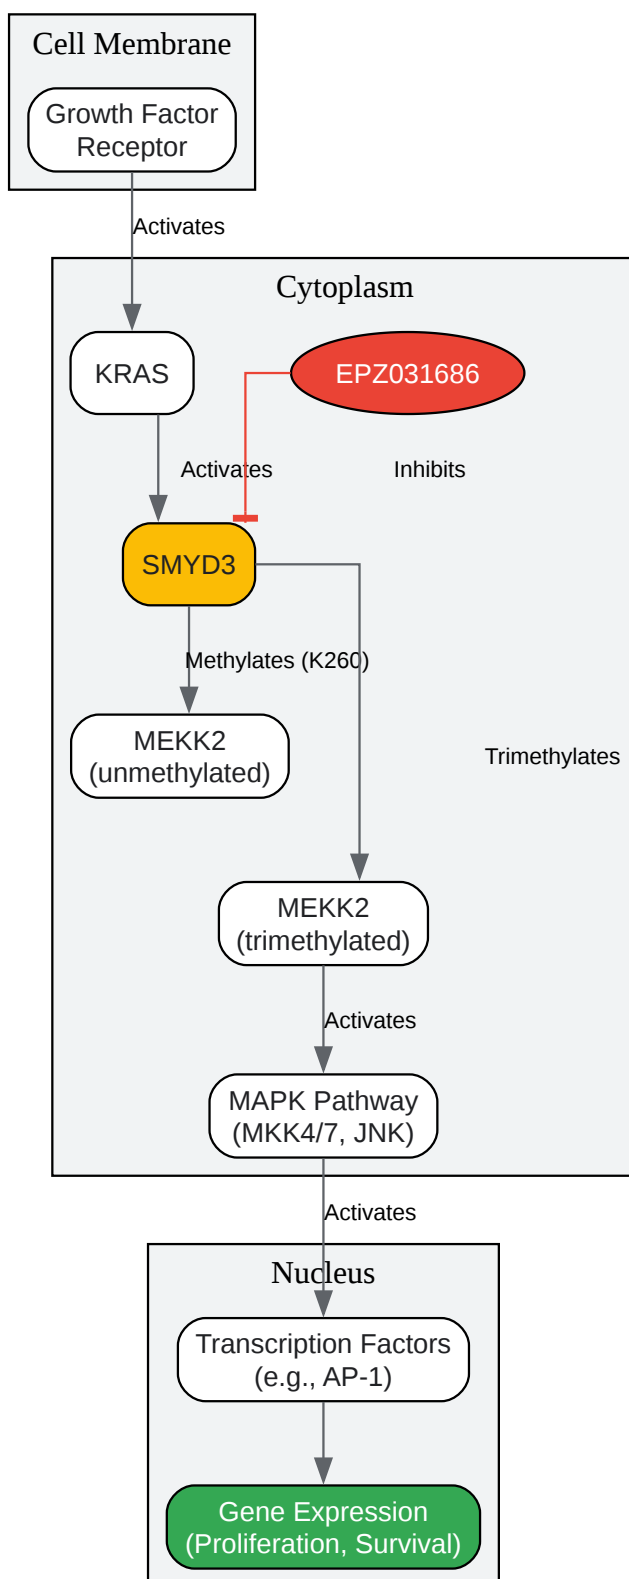 Cell Membrane
Growth Factor
Receptor
Activates
Cytoplasm
KRAS
EPZ031686
Activates
Inhibits
SMYD3
Methylates (K260)
MEKK2
(unmethylated)
Trimethylates
MEKK2
(trimethylated)
Activates
MAPK Pathway
(MKK4/7, JNK)
Activates
Nucleus
Transcription Factors
(e.g., AP-1)
Gene Expression
(Proliferation, Survival)